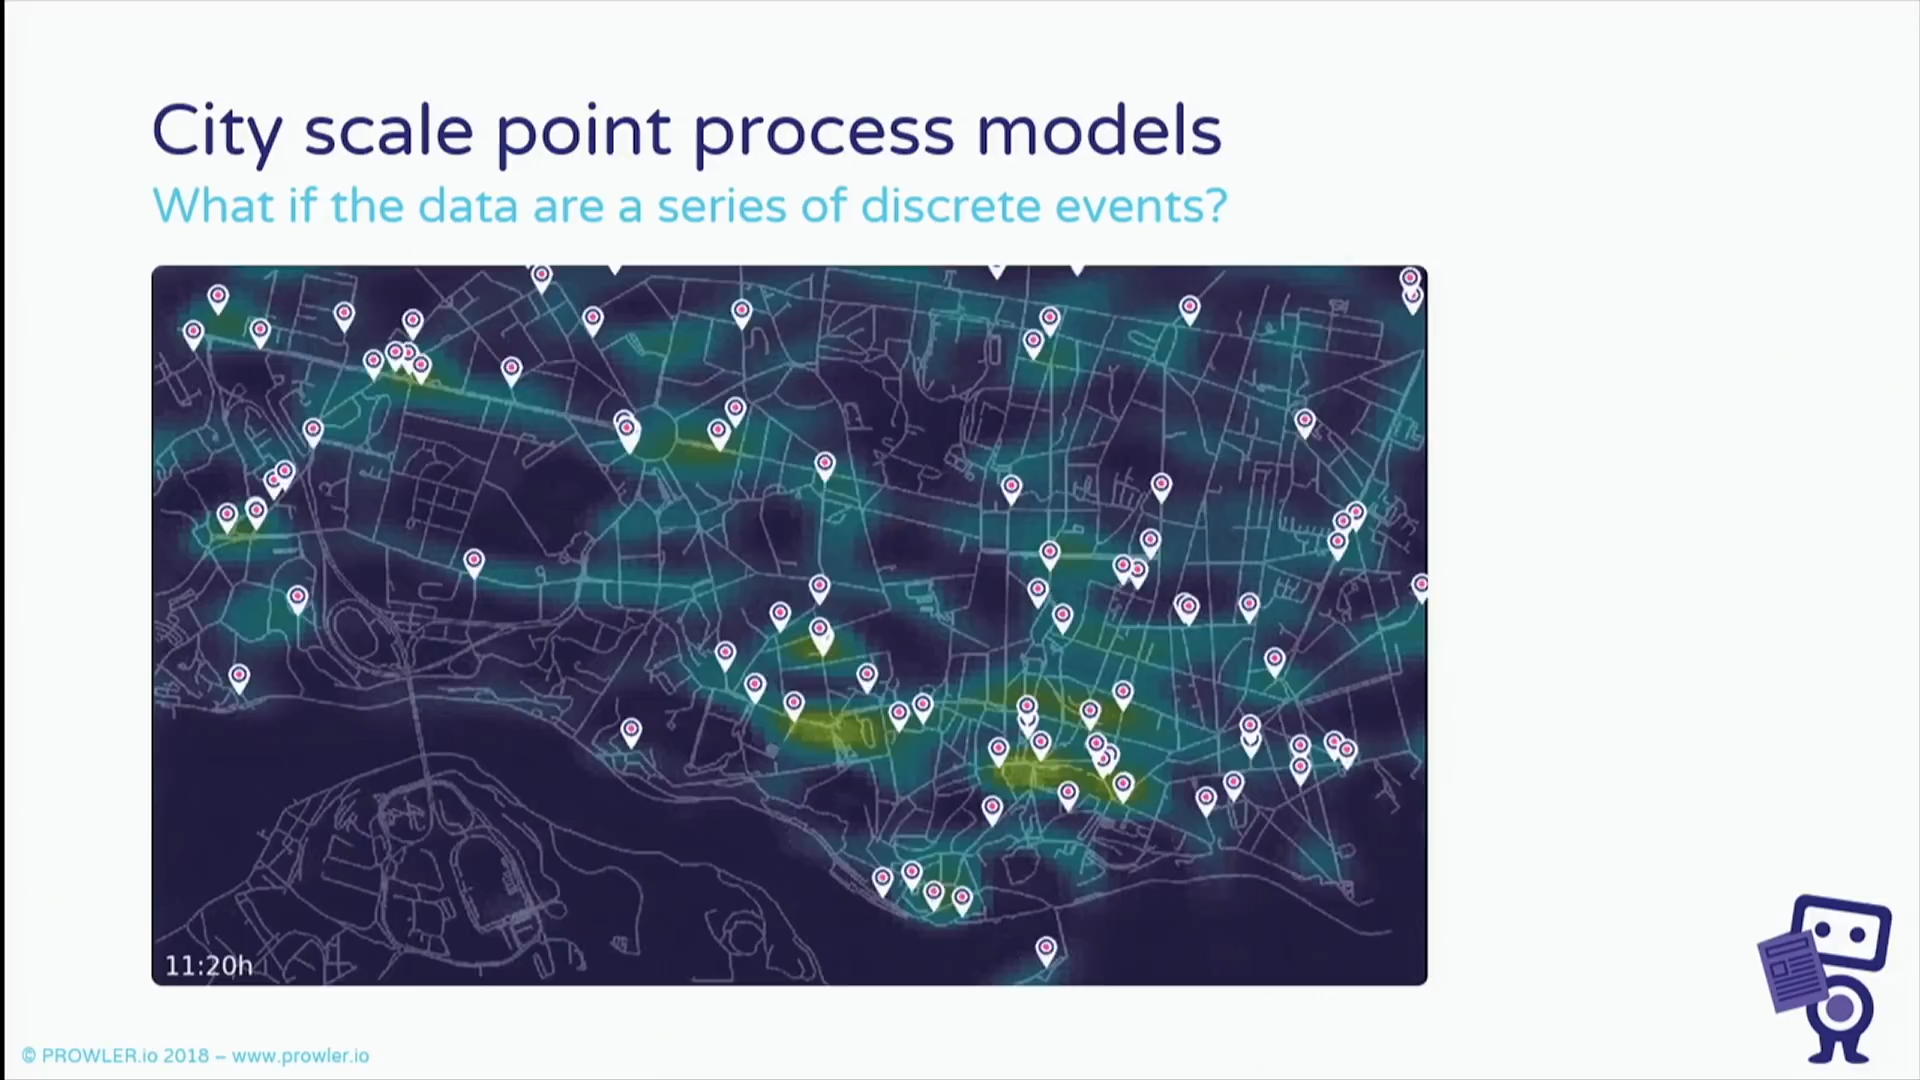 City scale point process models
What if the data are a series of discrete events?
11:20h
© PROWLER.io 2018 – www.prowler.io